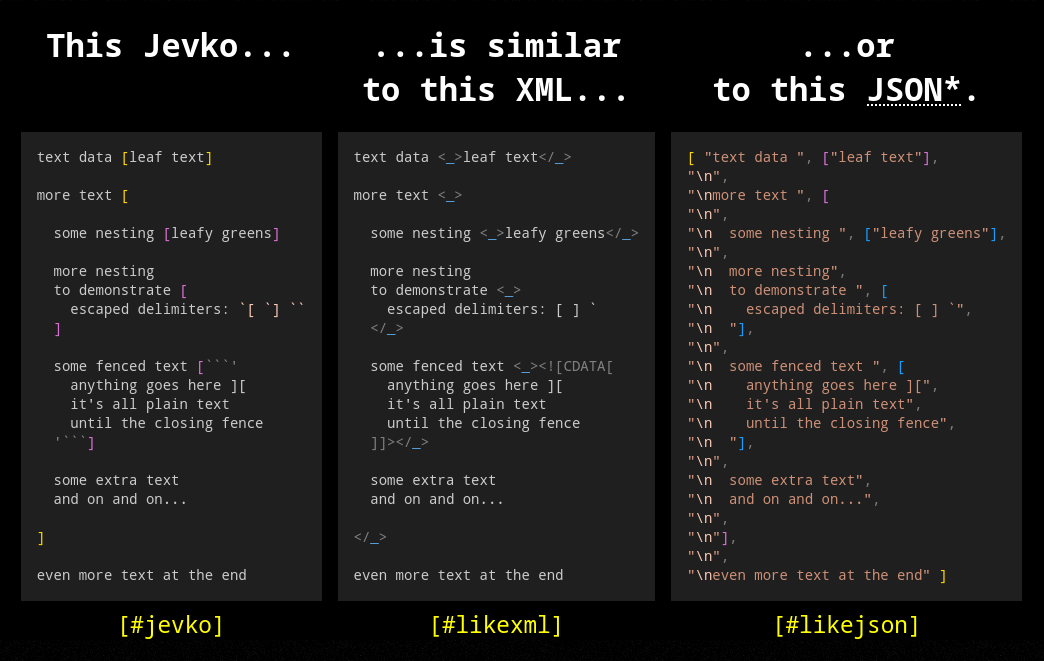 This Jevko...
text data [leaf text]
more text [
some nesting [leafy greens]
more nesting
to demonstrate [
escaped delimiters: `[ `] ``
]
some fenced text [```'
anything goes here ][
it's all plain text
until the closing fence
'```]
some extra text
and on and on...
]
even more text at the end
[#jevko]
...is similar
to this XML...
text data <_>leaf text</_>
more text <_>
some nesting <_>leafy greens</_>
more nesting
to demonstrate <_>
escaped delimiters: [ ] `
</_>
some fenced text <_><![CDATA[
anything goes here ][
it's all plain text
until the closing fence
]]></_>
some extra text
and on and on...
</_>
even more text at the end
[#likexml]
...or
to this JSON*.
[ "text data ", ["leaf text"],
"\n",
"\nmore text ", [
"\n",
"\n  some nesting ", ["leafy greens"],
"\n",
"\n  more nesting",
"\n  to demonstrate ", [
"\n    escaped delimiters: [ ] `",
"\n  "],
"\n",
"\n  some fenced text ", [
"\n    anything goes here ][",
"\n    it's all plain text",
"\n    until the closing fence",
"\n  "],
"\n",
"\n  some extra text",
"\n  and on and on...",
"\n",
"\n"],
"\n",
"\neven more text at the end" ]
[#likejson]